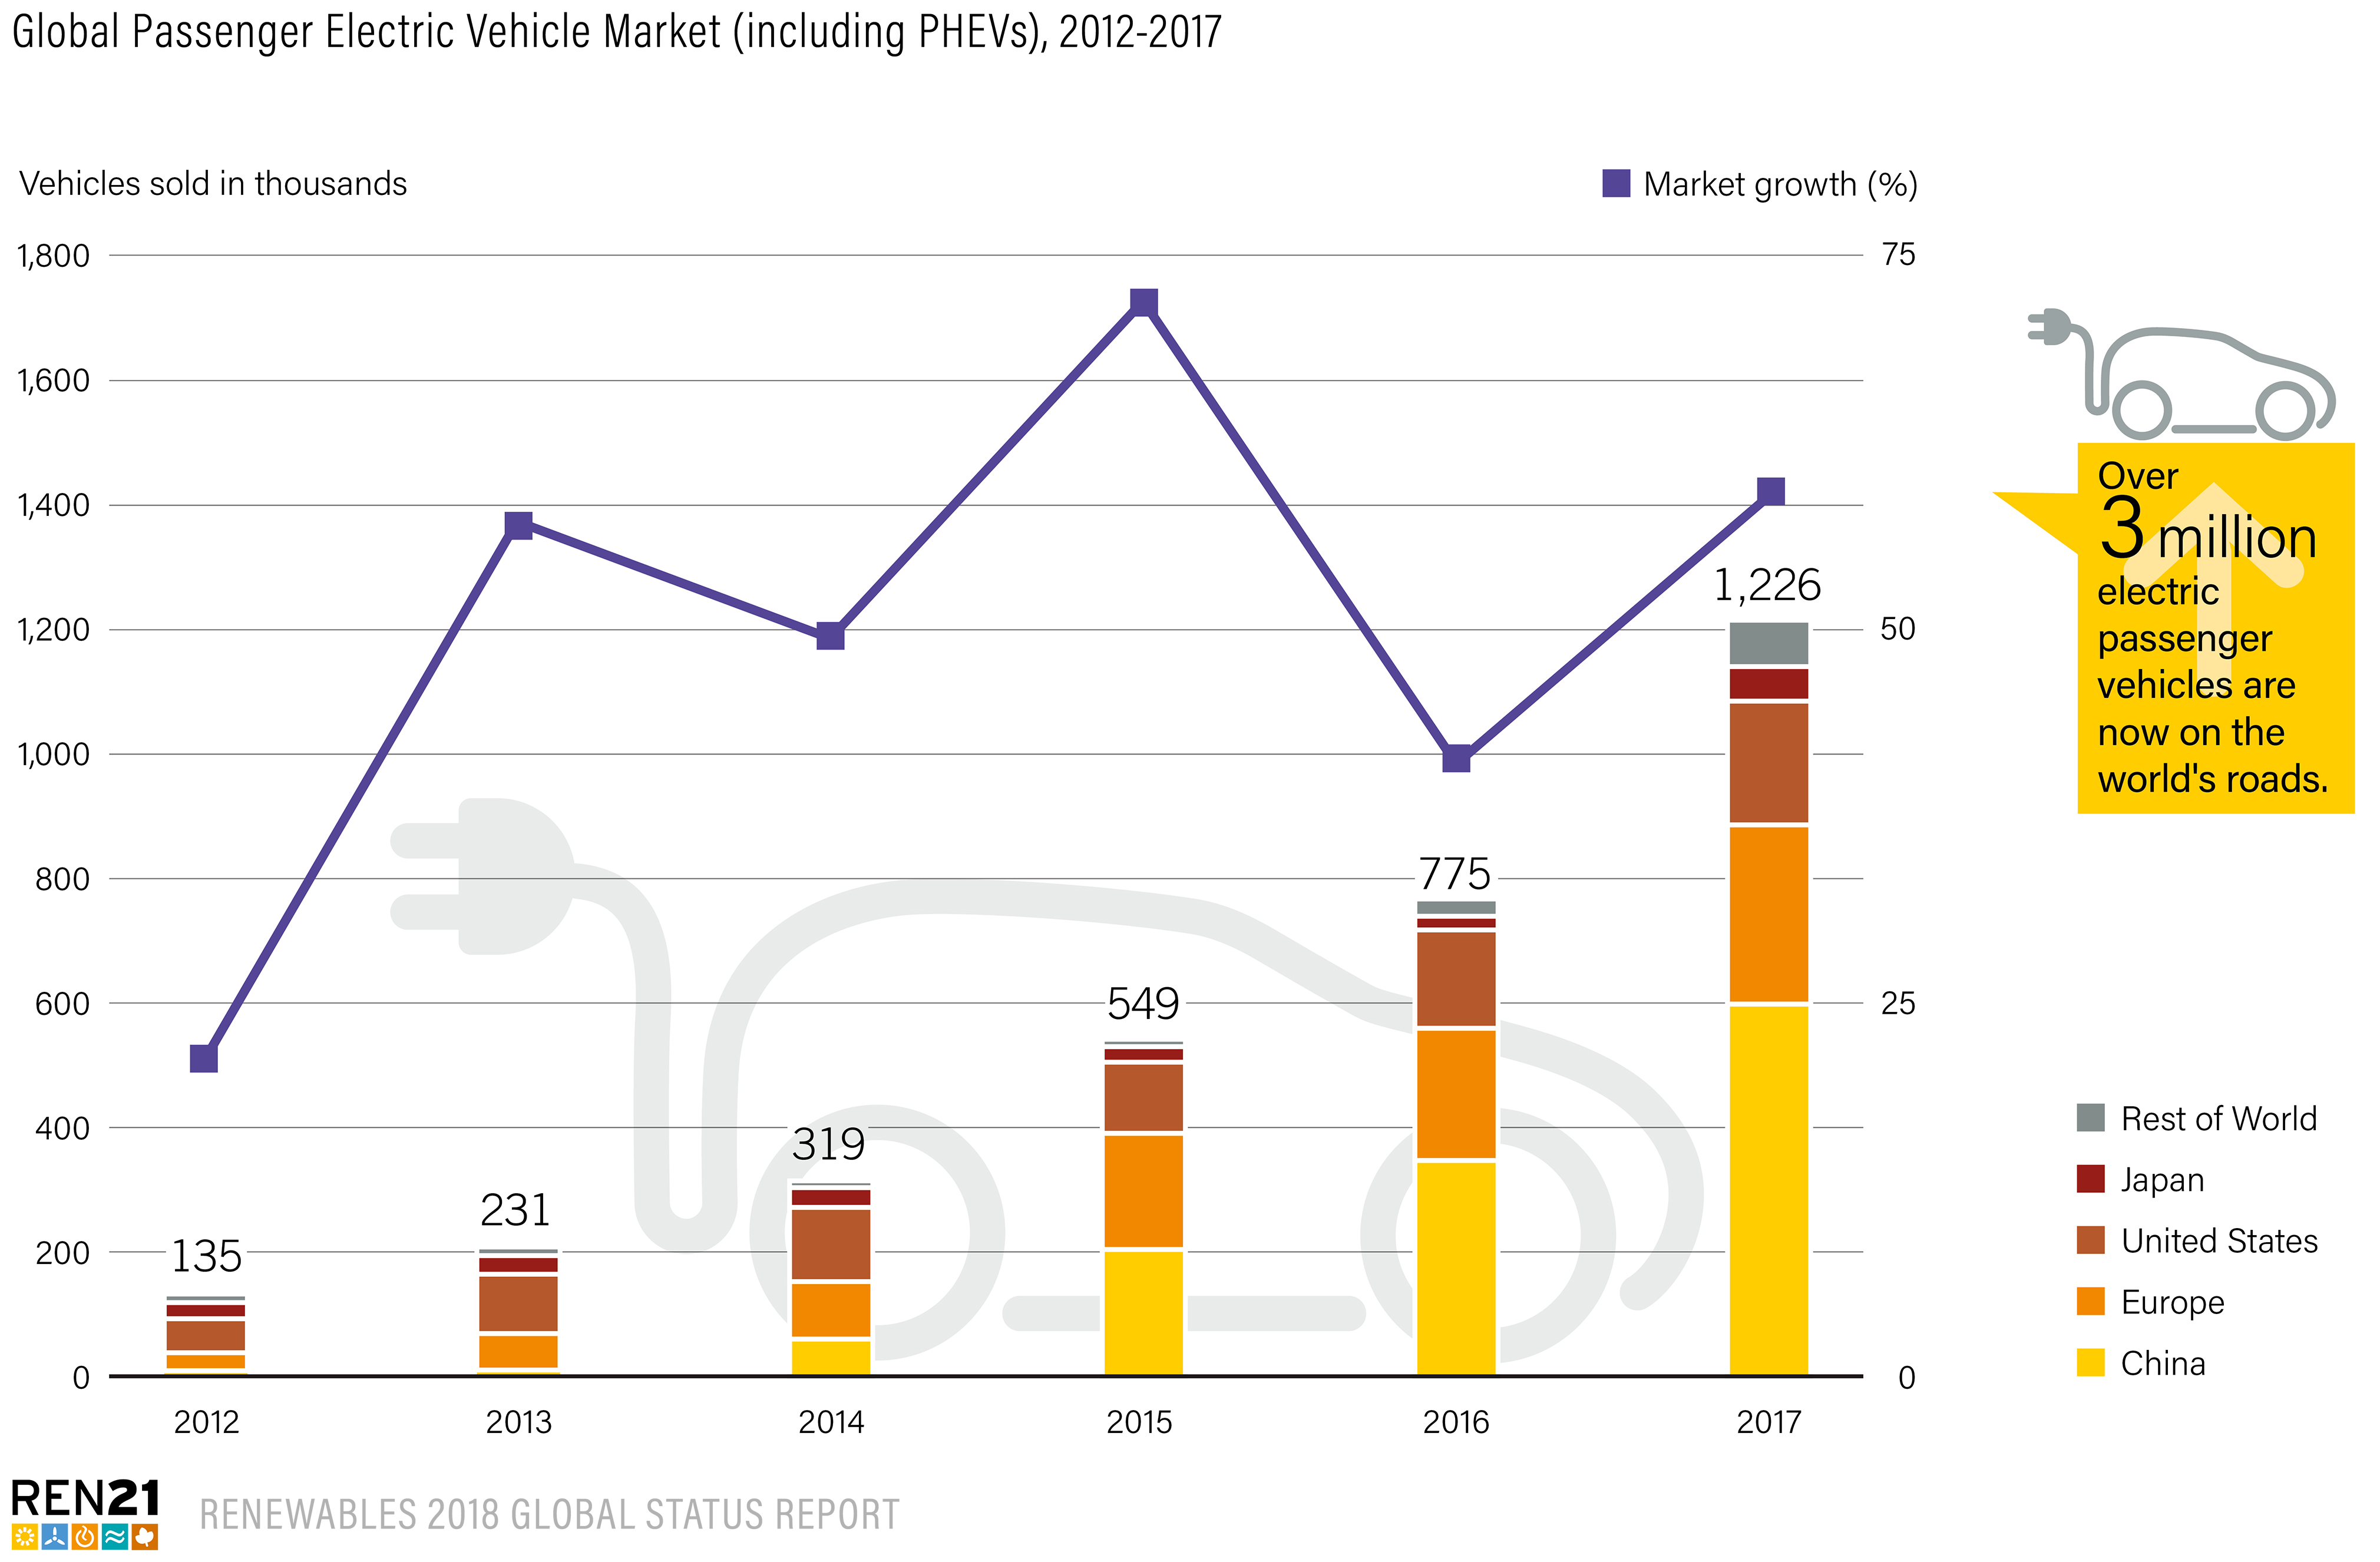 Global Passenger Electric Vehicle Market (including PHEVs), 2012-2017
Vehicles sold in thousands
Market growth (%)
1,800
75
1,600
1,400
1,200
50
1,000
800
600
25
400
200
0
0
135
231
319
549
775
1,226
2012
2013
2014
2015
2016
2017
Over
3 million
electric
passenger
vehicles are
now on the
world's roads.
Rest of World
Japan
United States
Europe
China
REN21
RENEWABLES 2018 GLOBAL STATUS REPORT